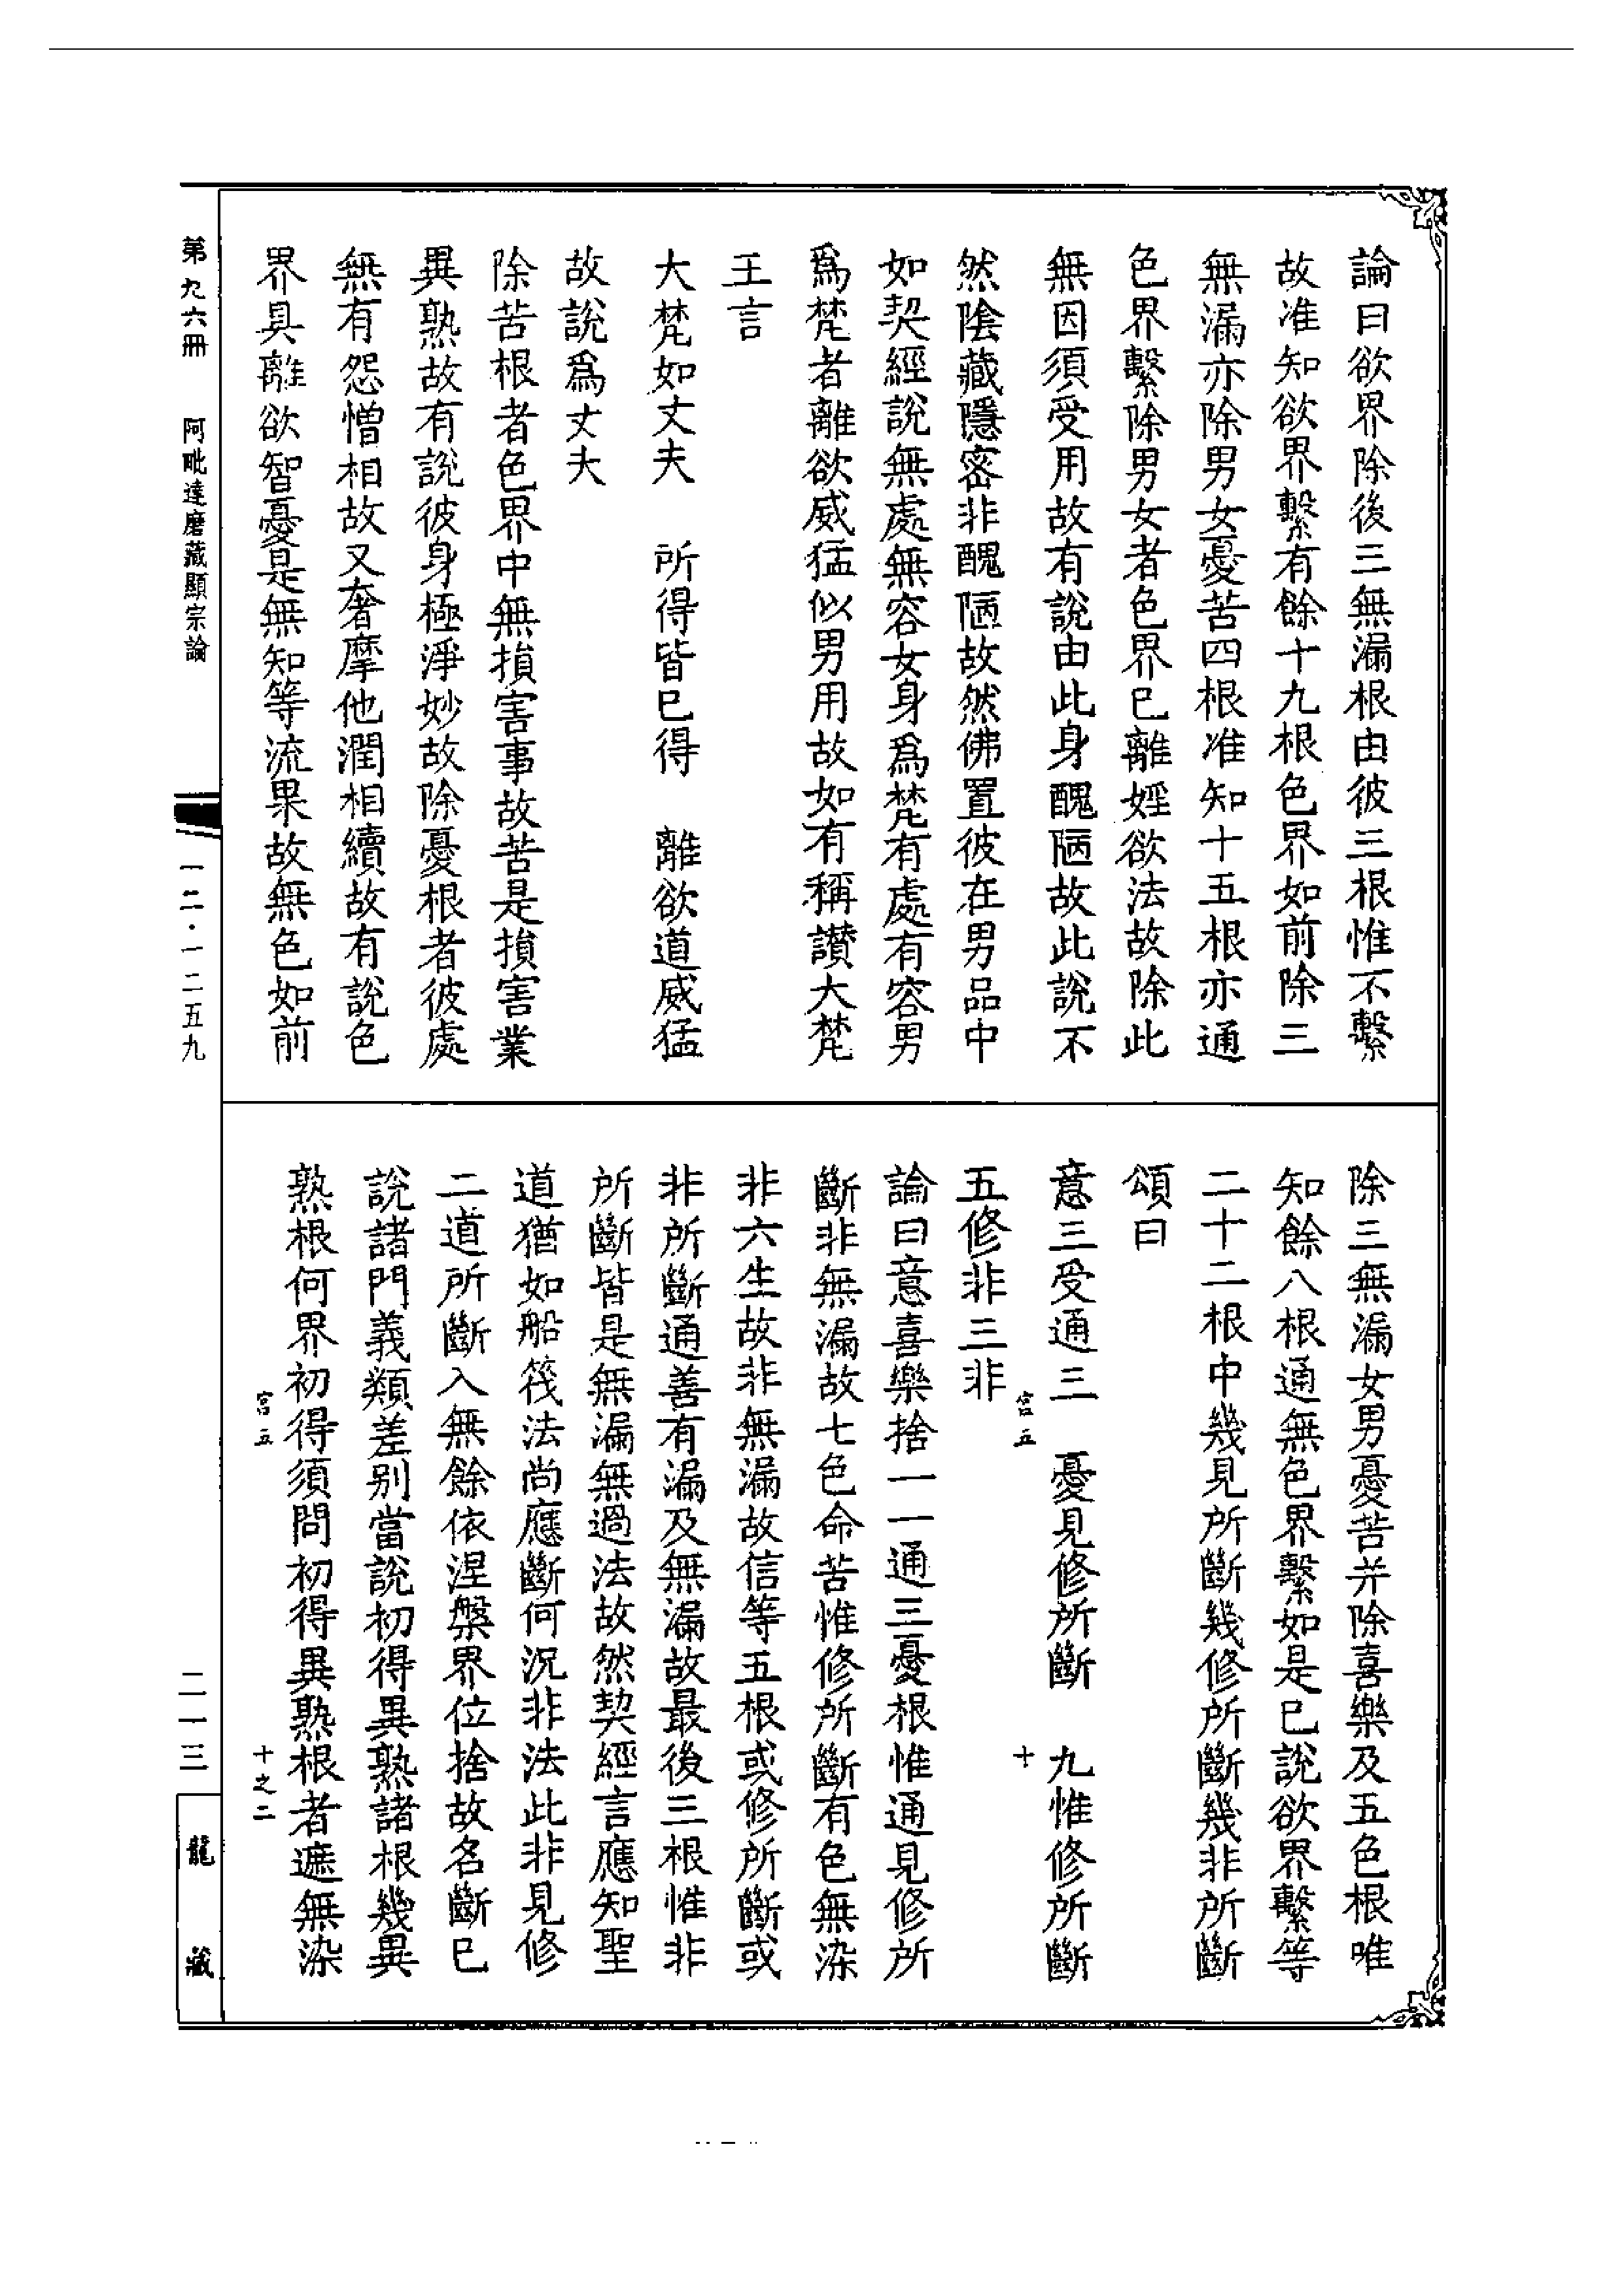 論曰欲界除後三無漏根由彼三根惟不繫
故准知欲界繫有餘十九根色界如前除三
無漏亦除男女憂苦四根准知十五根亦通
色界繫除男女者色界已離婬欲法故除此
無因須受用故有說由此身醜陋故此說不
然陰藏隱密非醜陋故然佛置彼在男品中
如契經說無處無容女身爲梵有處有容男
爲梵者離欲威猛似男用故如有稱讃大梵
王言
大梵如丈夫　所得皆已得　離欲道威猛
故說爲丈夫
除苦根者色界中無損害事故苦是損害業
異熟故有說彼身極淨妙故除憂根者彼處
無有怨憎相故又奢摩他潤相續故有說色
界具離欲智憂是無知等流果故無色如前
除三無漏女男憂苦并除喜樂及五色根唯
知餘八根通無色界繫如是已說欲界繫等
二十二根中幾見所斷幾修所斷幾非所斷
頌曰
意三受通三　憂見修所斷　九惟修所斷
宮五　十
五修非三非
論曰意喜樂捨一一通三憂根惟通見修所
斷非無漏故七色命苦惟修所斷有色無染
非六生故非無漏故信等五根或修所斷或
非所斷通善有漏及無漏故最後三根惟非
所斷皆是無漏無過法故然契經言應知聖
道猶如船筏法尚應斷何況非法此非見修
二道所斷入無餘依涅槃界位捨故名斷已
說諸門義類差別當說初得異熟諸根幾異
熟根何界初得須問初得異熟根者遮無染
宮五　十之二
第九六冊　阿毗達磨藏顯宗論
一二·一二五九
二一三
龍藏